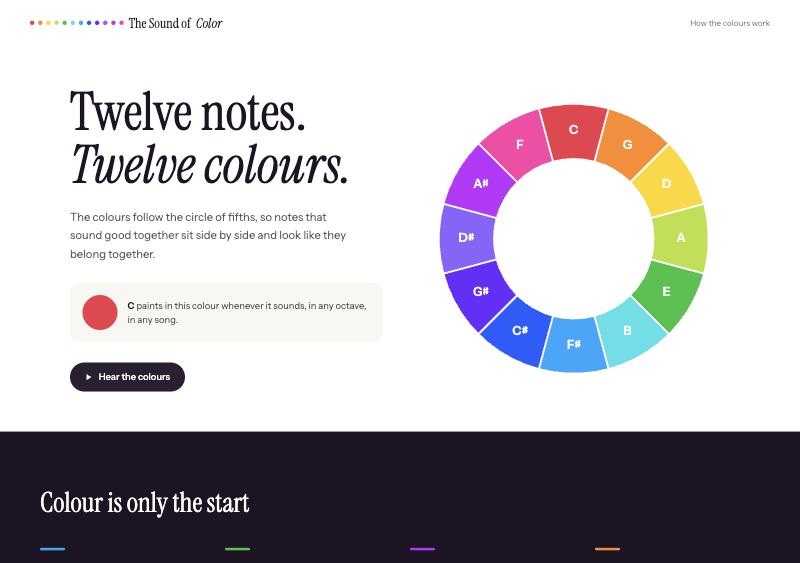 The Sound of Color
How the colours work
Twelve notes.
Twelve colours.
The colours follow the circle of fifths, so notes that
sound good together sit side by side and look like they
belong together.
C paints in this colour whenever it sounds, in any octave,
in any song.
Hear the colours
C
G
D
A
E
B
F#
C#
G#
D#
A#
F
Colour is only the start